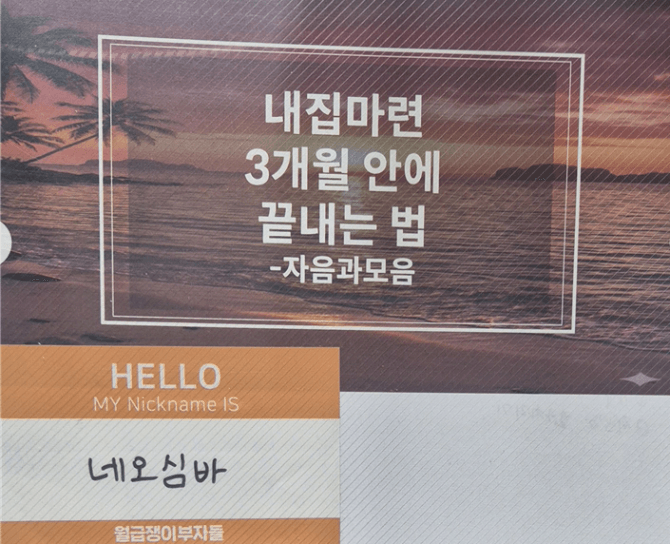 내집마련
3개월 안에
끝내는 법
-자음과모음
HELLO
MY Nickname IS
네오심바
월급쟁이부자들